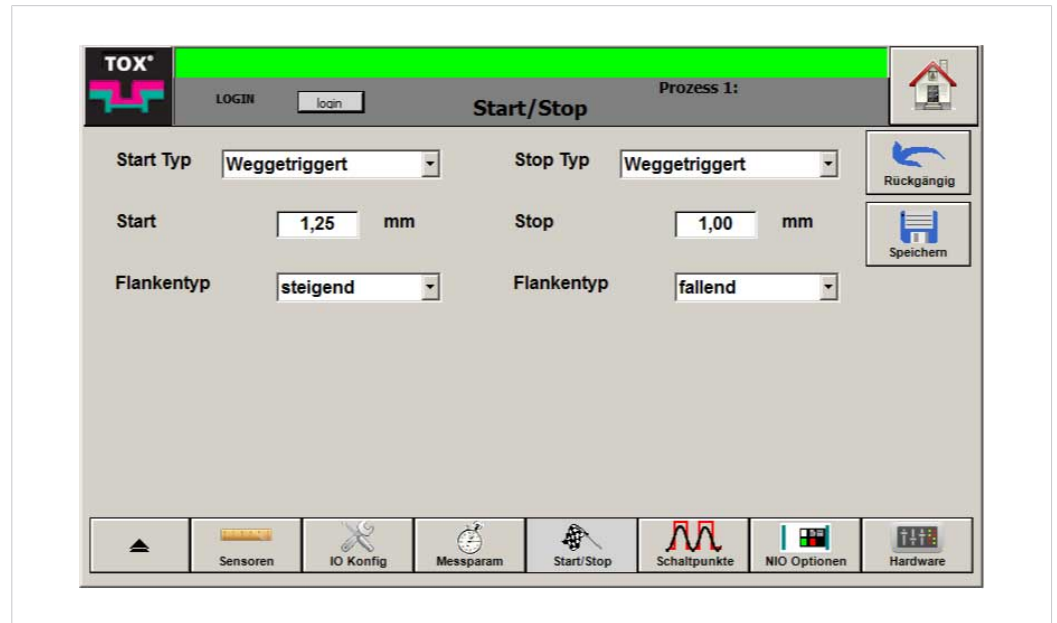 TOX®
LOGIN
login
Start/Stop
Prozess 1:
Start Typ
Weggetriggert
Stop Typ
Weggetriggert
Rückgängig
Start
1,25
mm
Stop
1,00
mm
Speichern
Flankentyp
steigend
Flankentyp
fallend
Sensoren
IO Konfig
Messparam
Start/Stop
Schaltpunkte
NIO Optionen
Hardware